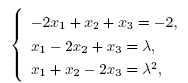 −2x₁ + x₂ + x₃ = −2,
x₁ − 2x₂ + x₃ = λ,
x₁ + x₂ − 2x₃ = λ²,